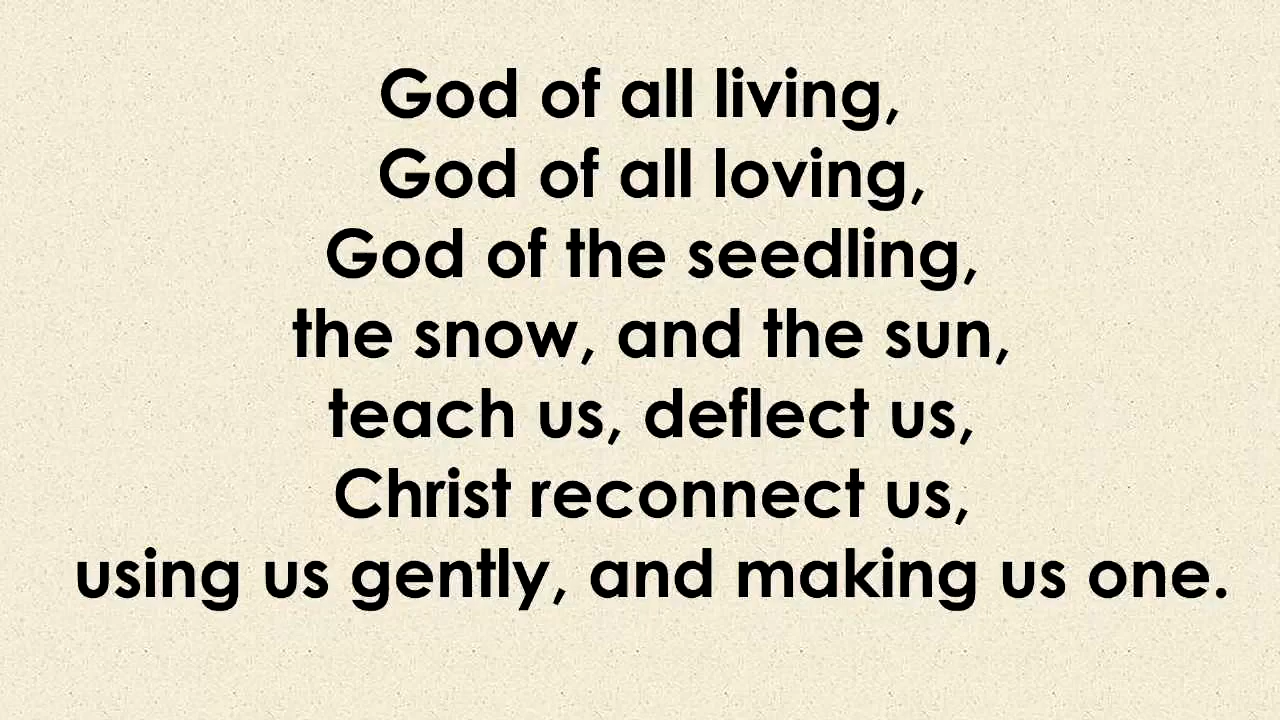 God of all living,
God of all loving,
God of the seedling,
the snow, and the sun,
teach us, deflect us,
Christ reconnect us,
using us gently, and making us one.